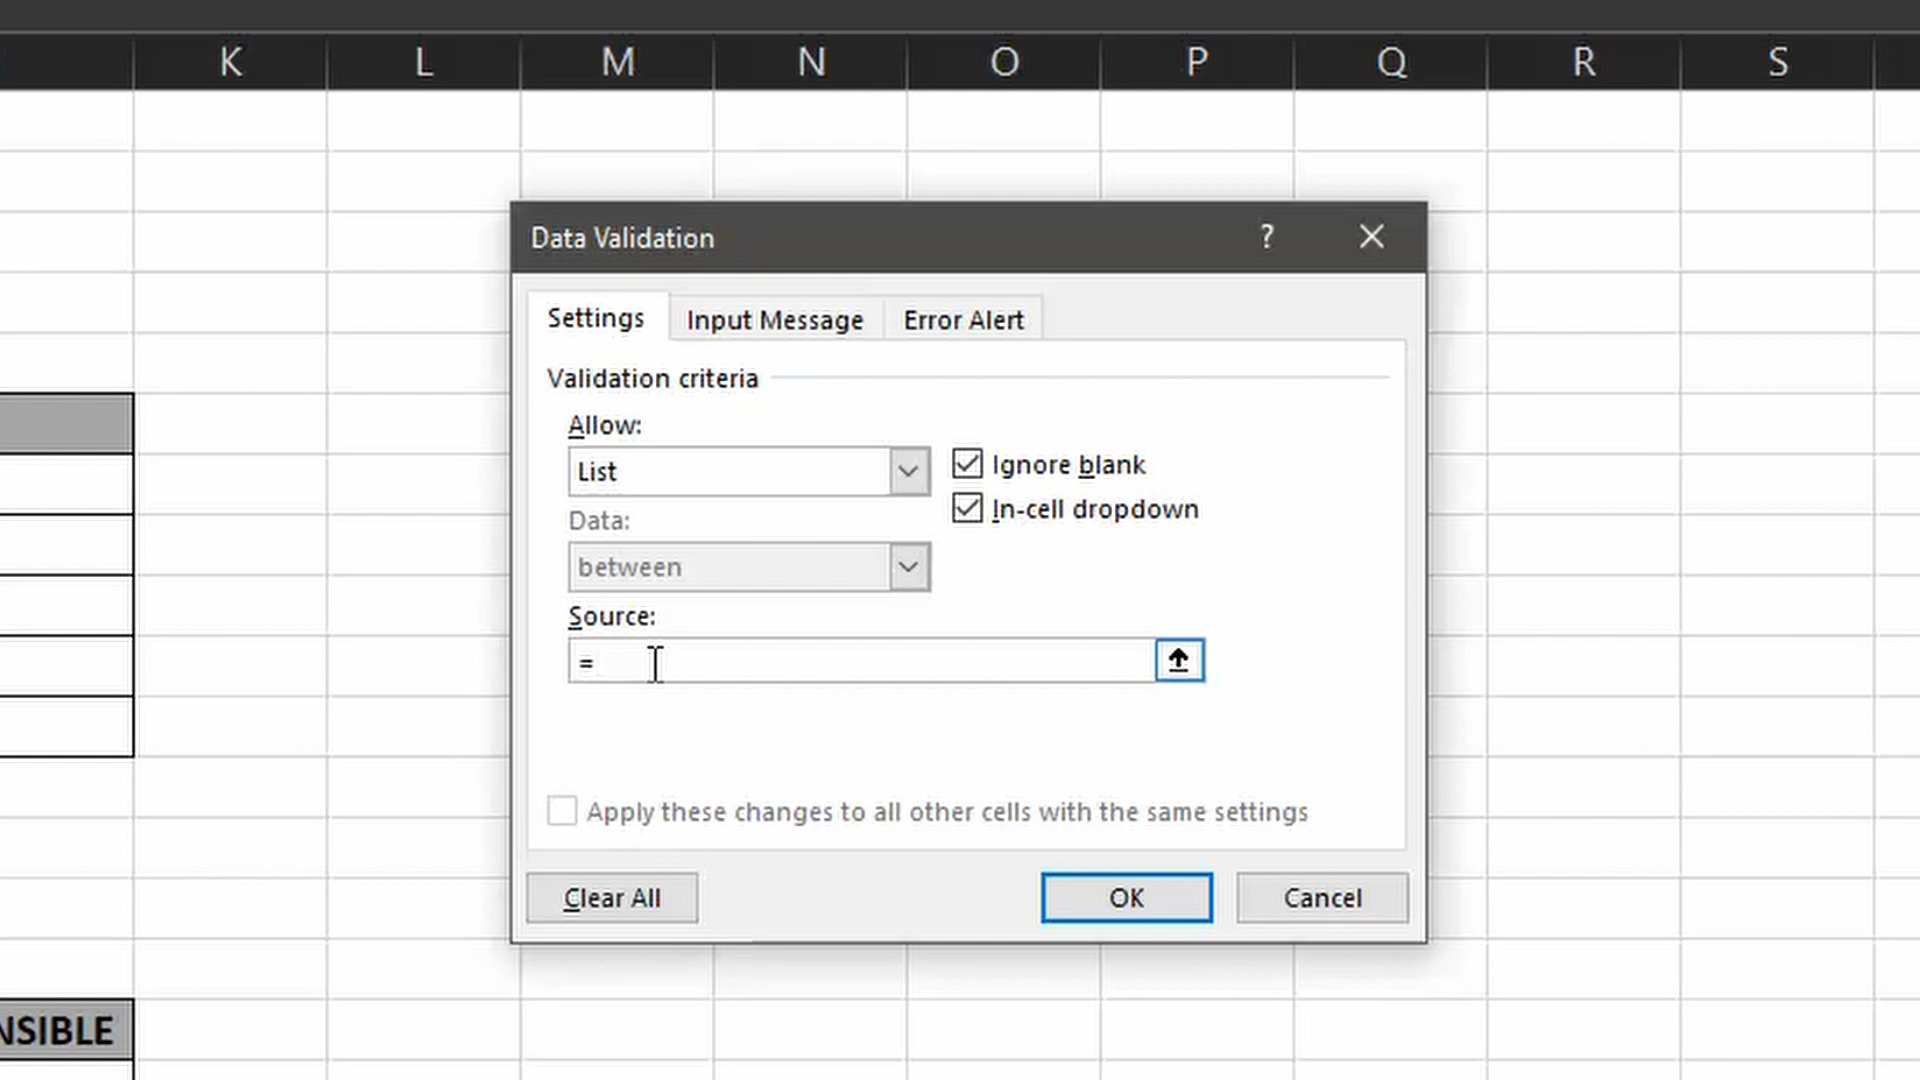 K L M N O P Q R S
Data Validation ?
Settings Input Message Error Alert
Validation criteria
Allow:
List
Ignore blank
Data:
In-cell dropdown
between
Source:
=
Apply these changes to all other cells with the same settings
Clear All OK Cancel
NSIBLE